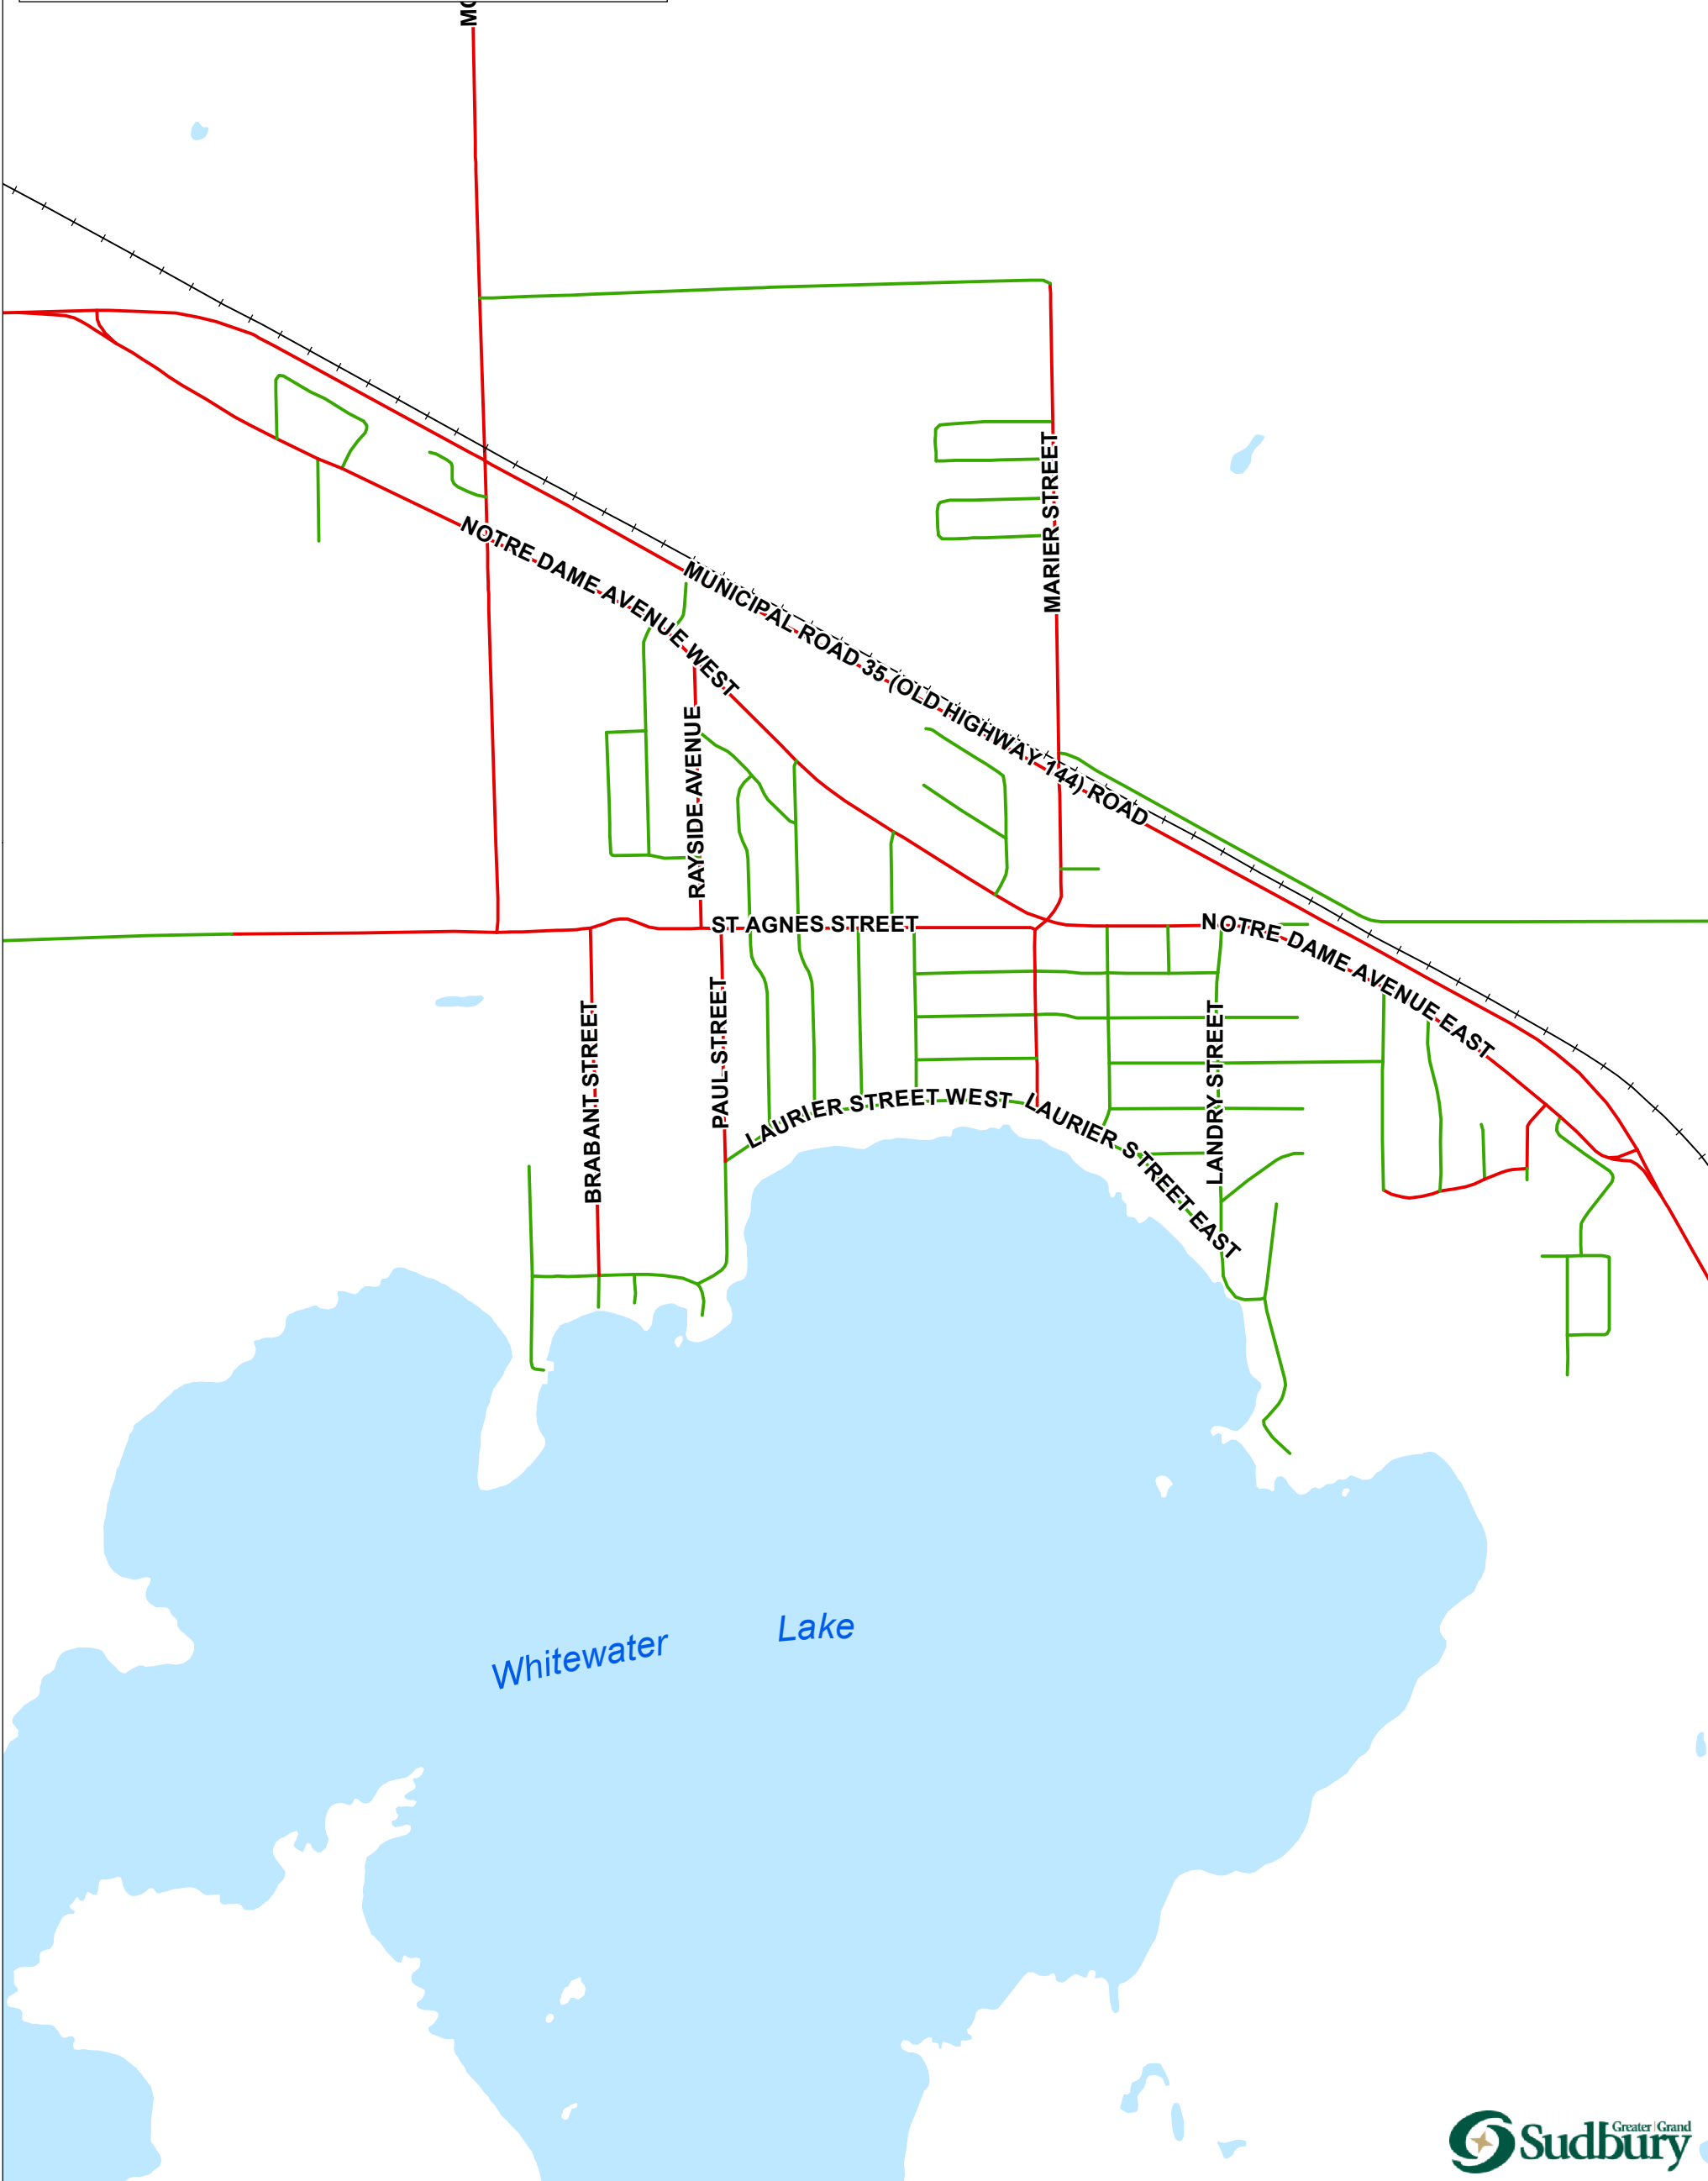 NOTRE DAME AVENUE WEST
MUNICIPAL ROAD 35 (OLD HIGHWAY 144) ROAD
MARIER STREET
RAYSIDE AVENUE
ST AGNES STREET
NOTRE DAME AVENUE EAST
BRABANT STREET
PAUL STREET
LAURIER STREET WEST
LAURIER STREET EAST
LANDRY STREET
Whitewater Lake
Greater Grand
Sudbury